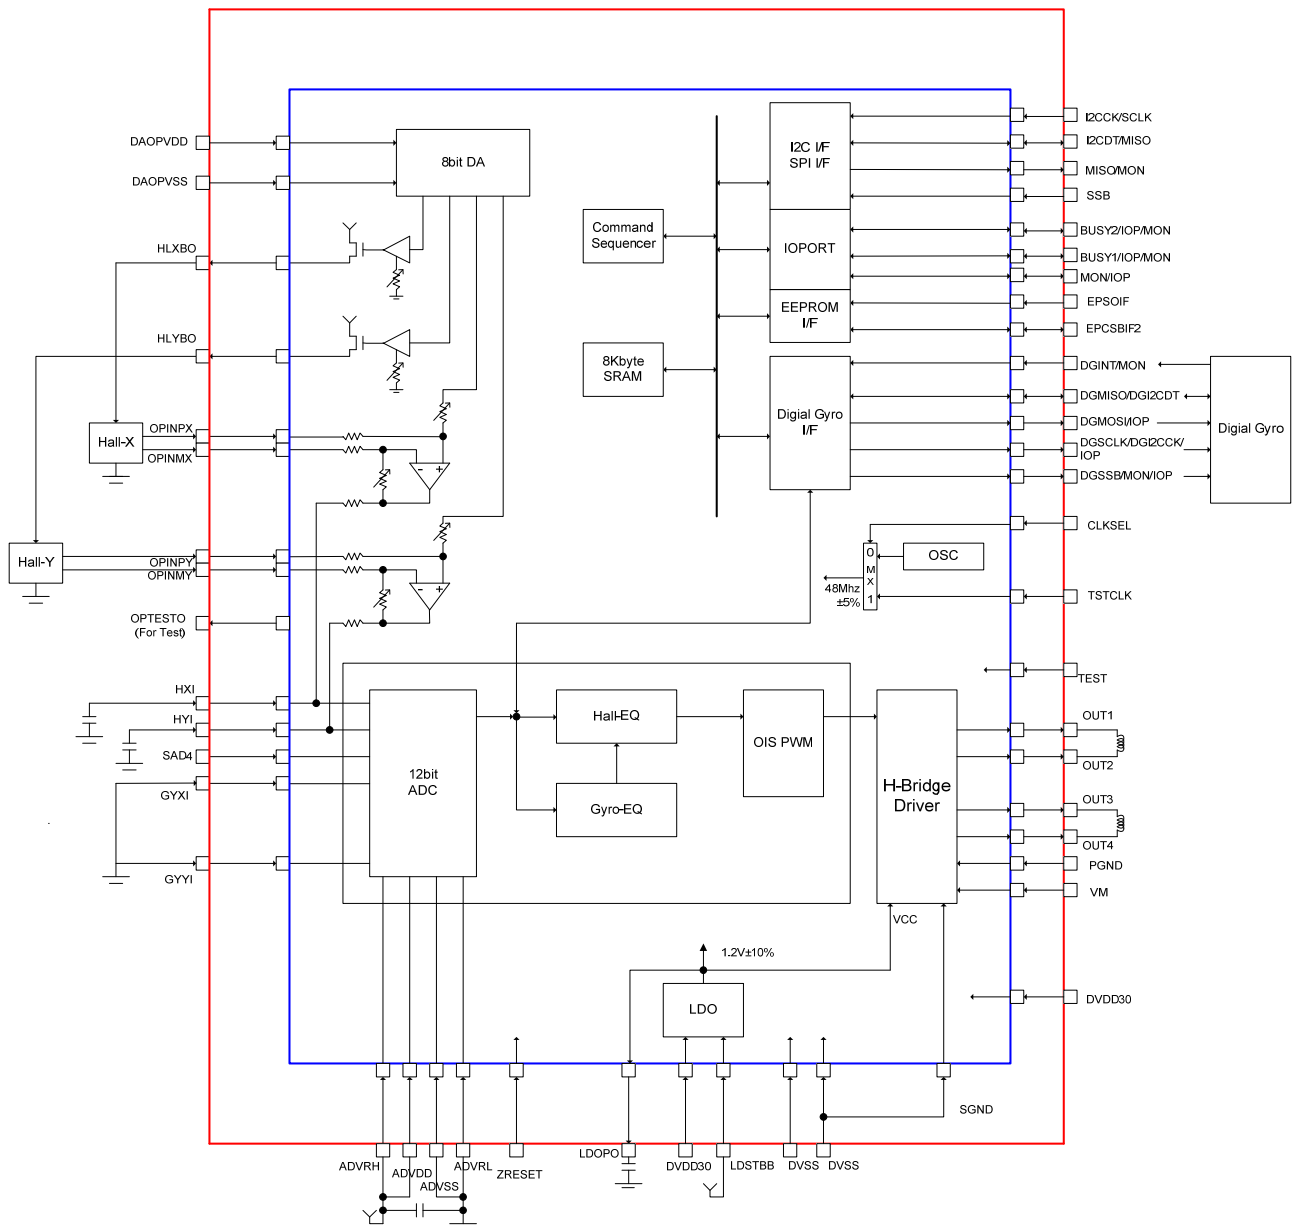 DAOPVDD
DAOPVSS
HLXBO
HLYBO
Hall-X
OPINPX
OPINMX
Hall-Y
OPINPY
OPINMY
OPTESTO
(For Test)
HXI
HYI
SAD4
GYXI
GYYI
8bit DA
- +
- +
Command
Sequencer
8Kbyte
SRAM
I2C I/F
SPI I/F
IOPORT
EEPROM
I/F
Digial Gyro
I/F
I2CCK/SCLK
I2CDT/MISO
MISO/MON
SSB
BUSY2/IOP/MON
BUSY1/IOP/MON
MON/IOP
EPSOIF
EPCSBIF2
DGINT/MON
DGMISO/DGI2CDT
DGMOSI/IOP
DGSCLK/DGI2CCK/
IOP
DGSSB/MON/IOP
Digial Gyro
CLKSEL
OSC
0
M
X
1
48Mhz
±5%
TSTCLK
TEST
12bit
ADC
Hall-EQ
Gyro-EQ
OIS PWM
H-Bridge
Driver
OUT1
OUT2
OUT3
OUT4
PGND
VM
VCC
1.2V±10%
LDO
DVDD30
SGND
ADVRH
ADVDD
ADVSS
ADVRL
ZRESET
LDOPO
DVDD30
LDSTBB
DVSS
DVSS